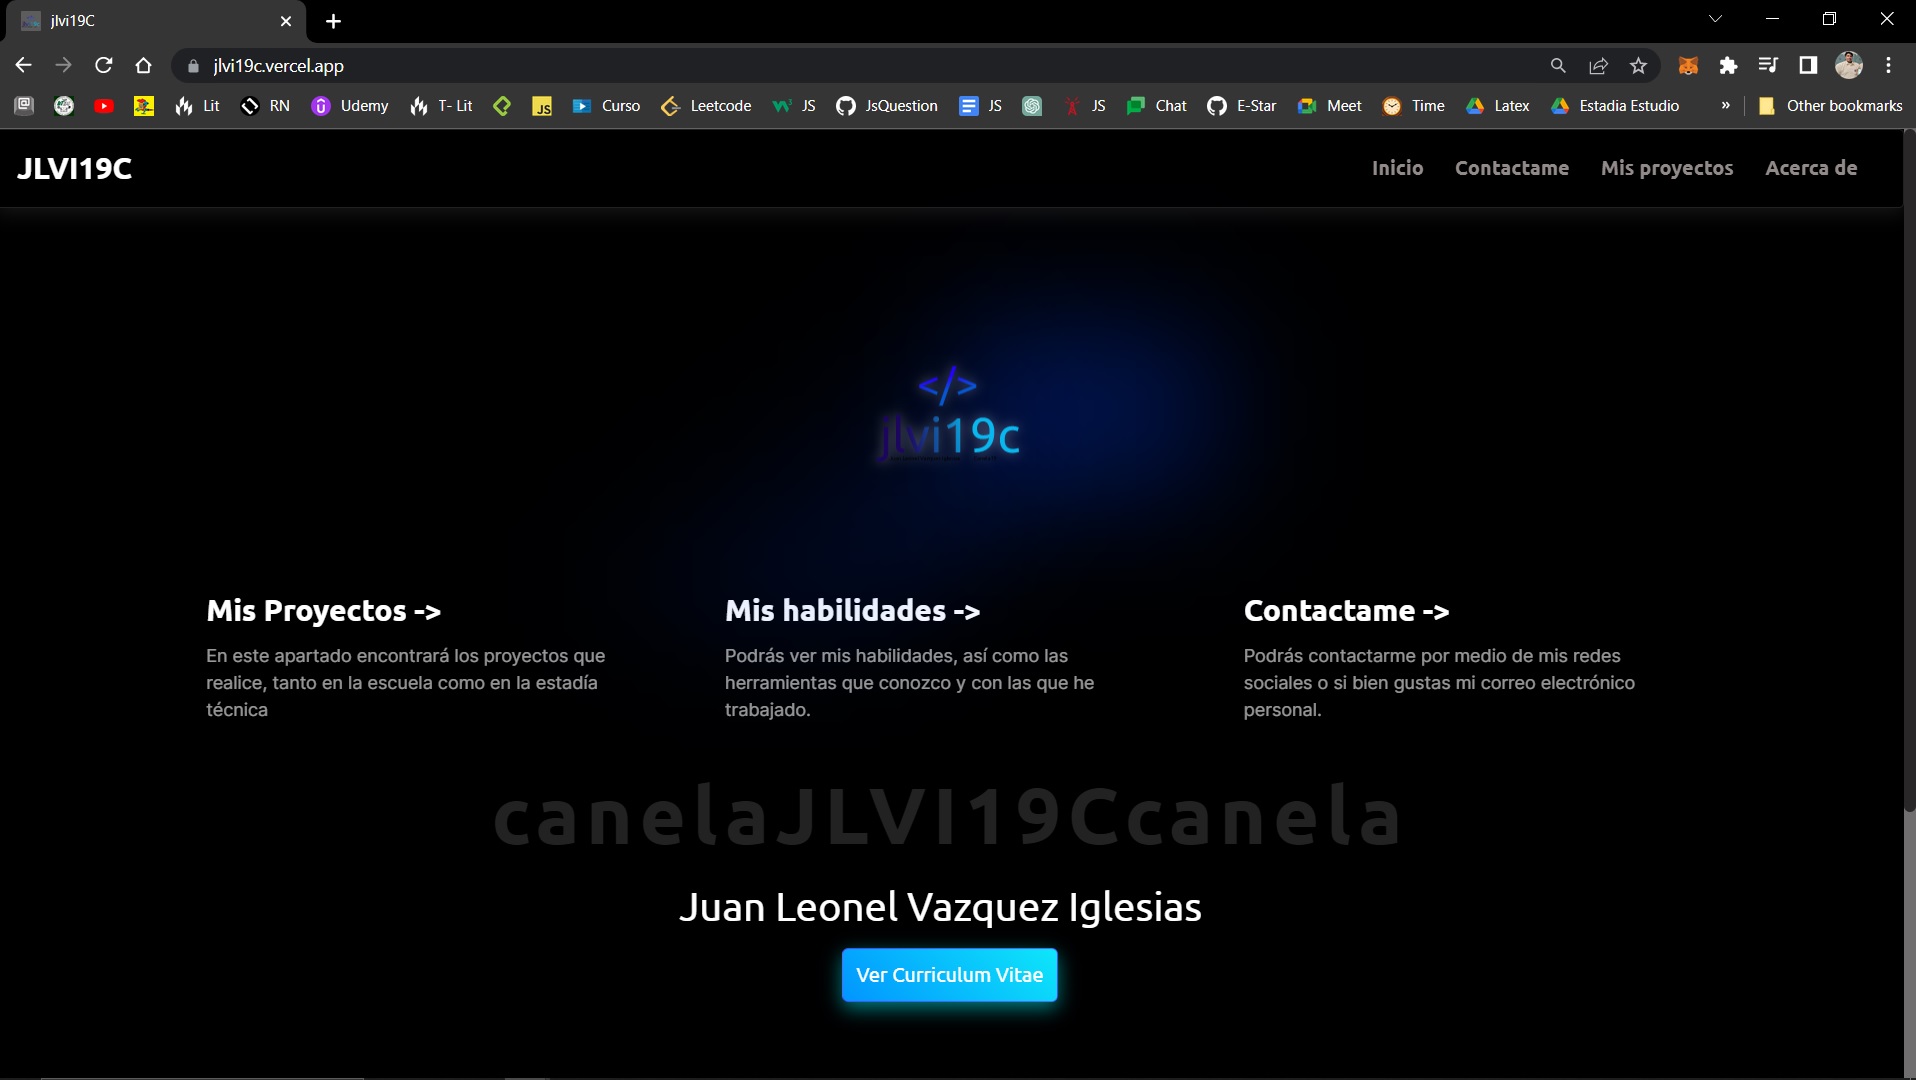 jlvi19C
jlvi19c.vercel.app
Lit RN Udemy T- Lit JS Curso Leetcode W3 JS JsQuestion JS JS Chat E-Star Meet Time Latex Estadia Estudio » Other bookmarks
JLVI19C Inicio Contactame Mis proyectos Acerca de
</>
jlvi19c
Mis Proyectos ->
En este apartado encontrará los proyectos que
realice, tanto en la escuela como en la estadía
técnica
Mis habilidades ->
Podrás ver mis habilidades, así como las
herramientas que conozco y con las que he
trabajado.
Contactame ->
Podrás contactarme por medio de mis redes
sociales o si bien gustas mi correo electrónico
personal.
canelaJLVI19Ccanela
Juan Leonel Vazquez Iglesias
Ver Curriculum Vitae